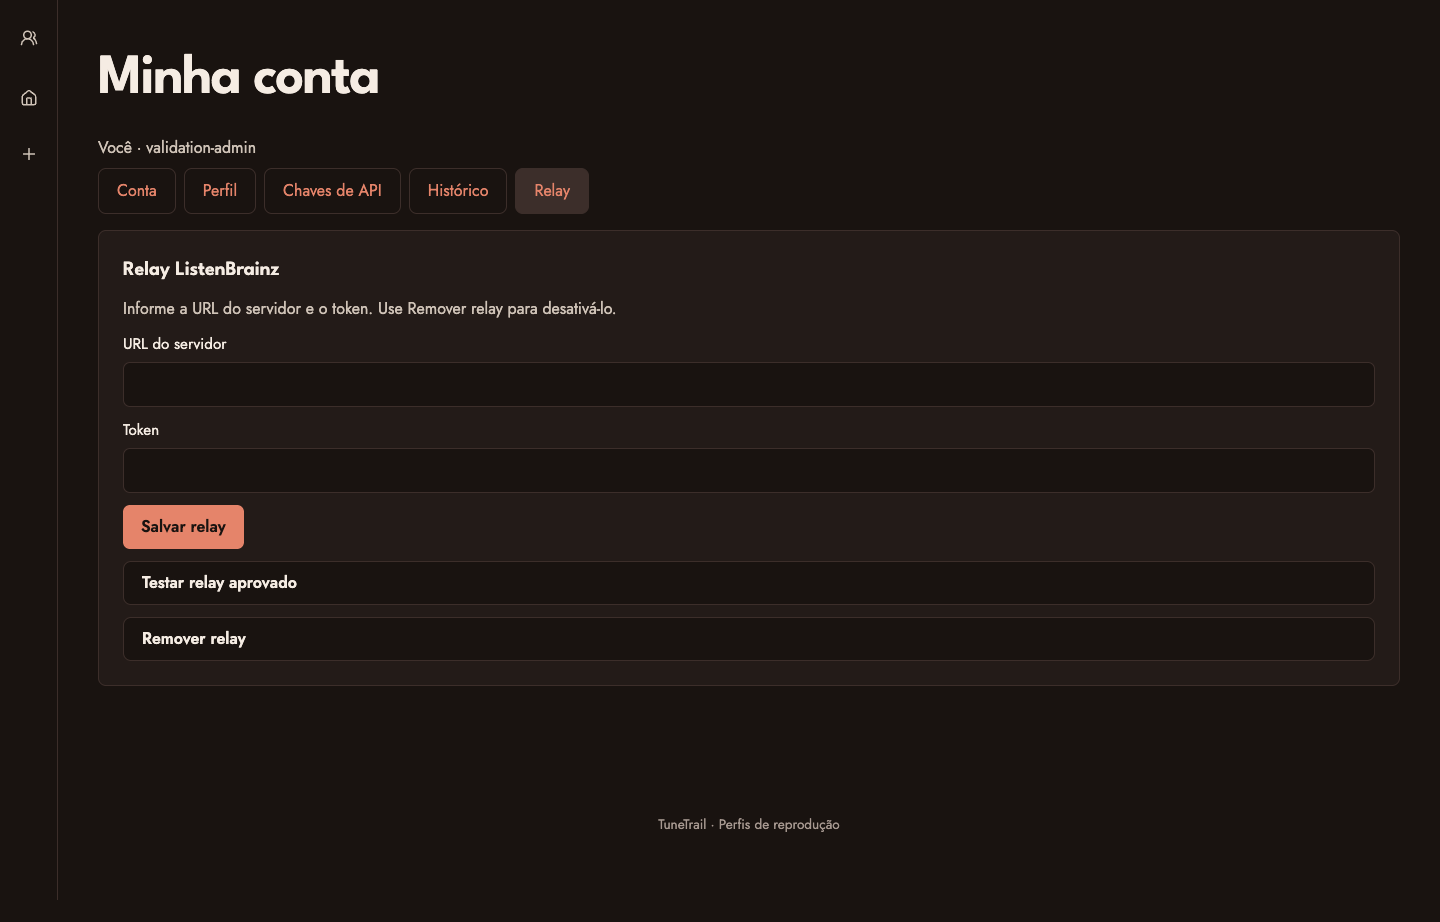 Minha conta
Você · validation-admin
Conta
Perfil
Chaves de API
Histórico
Relay
Relay ListenBrainz
Informe a URL do servidor e o token. Use Remover relay para desativá-lo.
URL do servidor
Token
Salvar relay
Testar relay aprovado
Remover relay
TuneTrail · Perfis de reprodução